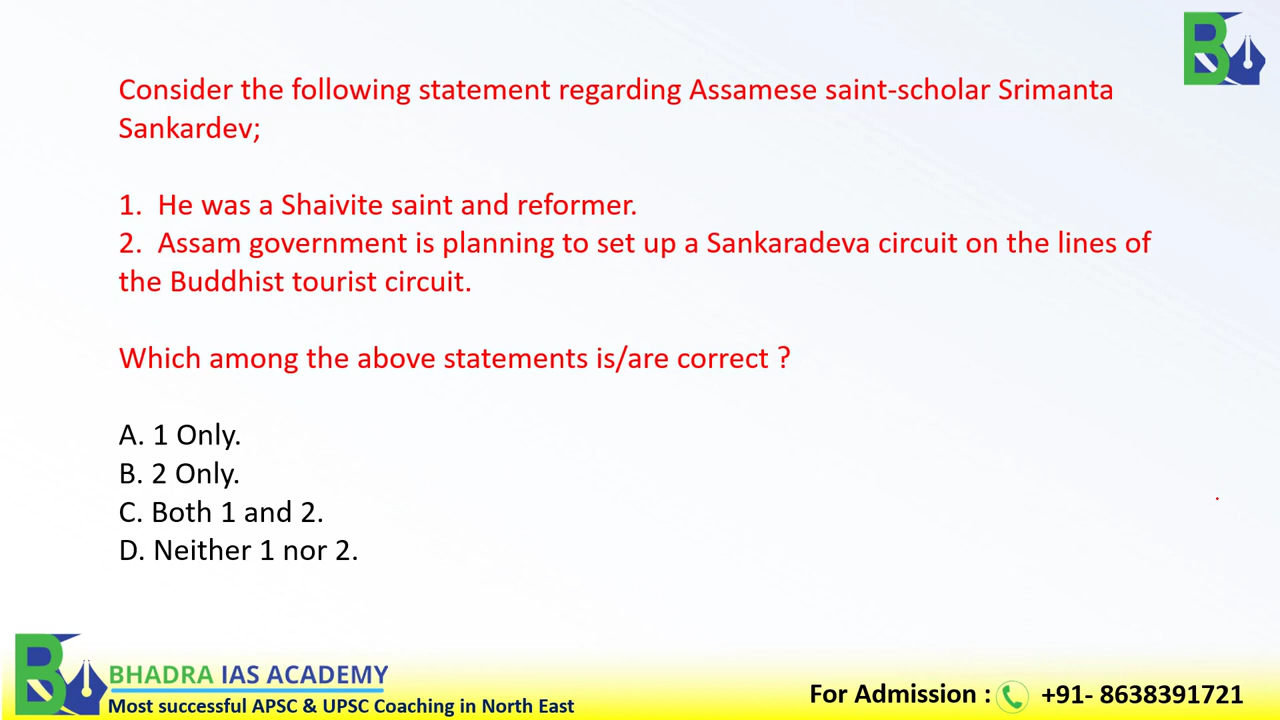 Consider the following statement regarding Assamese saint-scholar Srimanta
Sankardev;
1. He was a Shaivite saint and reformer.
2. Assam government is planning to set up a Sankaradeva circuit on the lines of
the Buddhist tourist circuit.
Which among the above statements is/are correct ?
A. 1 Only.
B. 2 Only.
C. Both 1 and 2.
D. Neither 1 nor 2.
BHADRA IAS ACADEMY
Most successful APSC & UPSC Coaching in North East
For Admission : +91- 8638391721